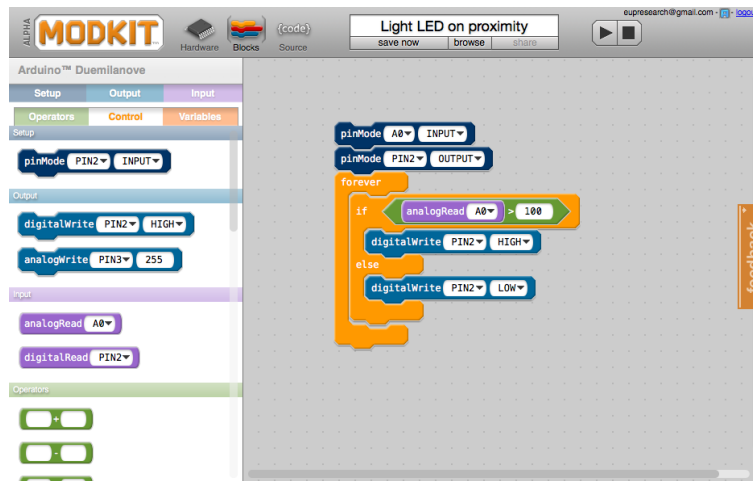 eupresearch@gmail.com - - logout
ALPHA MODKIT Hardware Blocks {code} Source
Light LED on proximity
save now browse share
Arduino™ Duemilanove
Setup Output Input
Operators Control Variables
Setup
pinMode PIN2 INPUT
Output
digitalWrite PIN2 HIGH
analogWrite PIN3 255
Input
analogRead A0
digitalRead PIN2
Operators
+
-
pinMode A0 INPUT
pinMode PIN2 OUTPUT
forever
if analogRead A0 > 100
digitalWrite PIN2 HIGH
else
digitalWrite PIN2 LOW
feedback